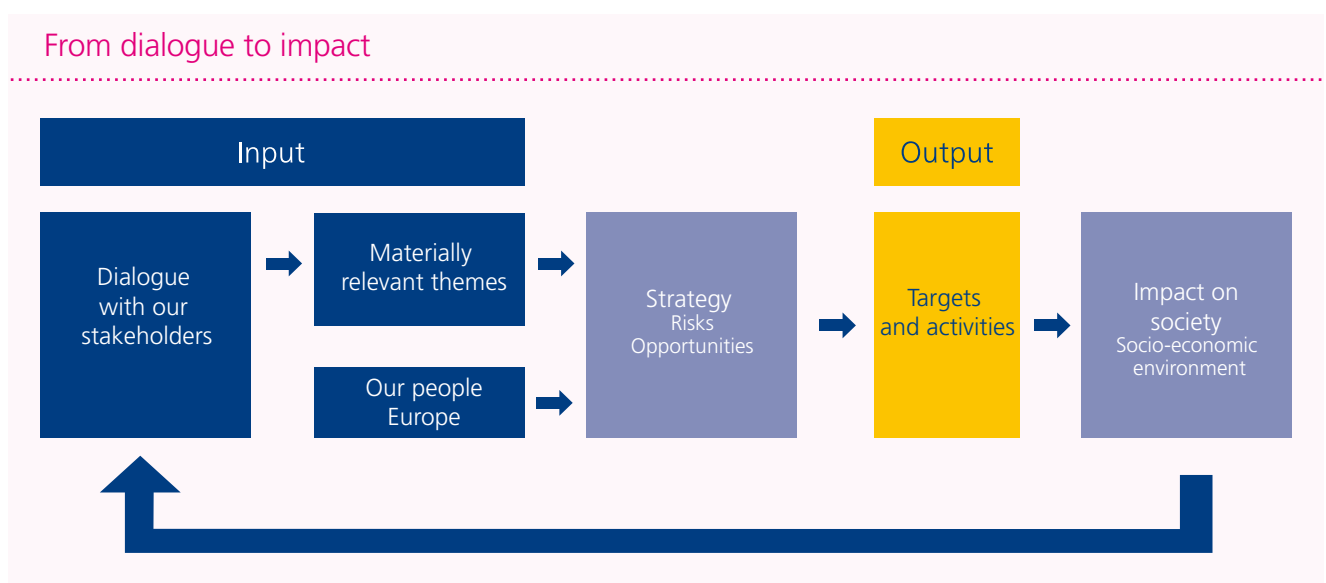 From dialogue to impact
Input
Output
Dialogue
with our
stakeholders
Materially
relevant themes
Our people
Europe
Strategy
Risks
Opportunities
Targets
and activities
Impact on
society
Socio-economic
environment